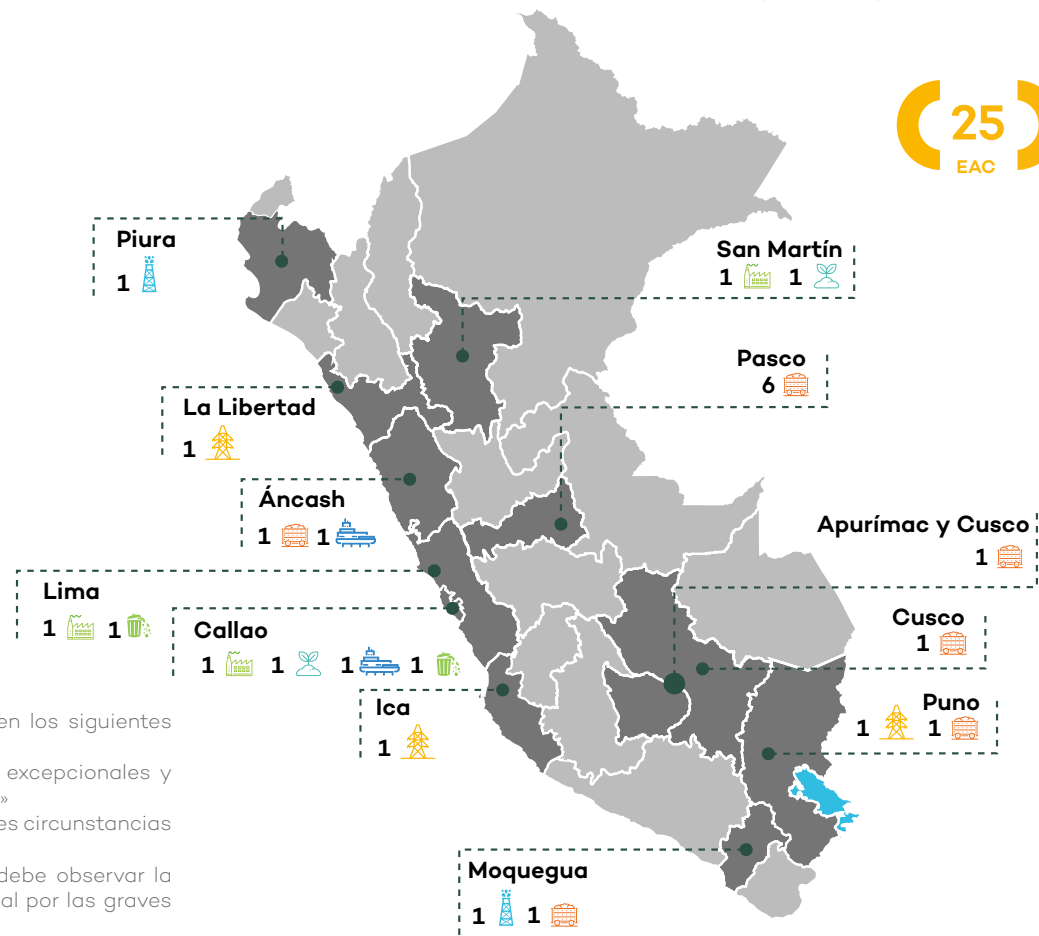 25
EAC
Piura
1
San Martín
1 1
Pasco
6
La Libertad
1
Áncash
1 1
Apurímac y Cusco
1
Lima
1 1
Callao
1 1 1 1
Cusco
1
Ica
1
Puno
1 1
Moquegua
1 1
en los siguientes
excepcionales y
»
es circunstancias
debe observar la
al por las graves